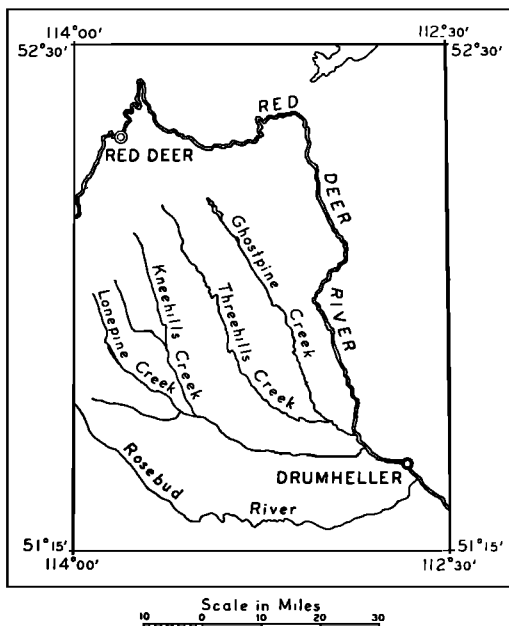 114°00'
112°30'
52°30'
52°30'
RED
RED DEER
DEER
RIVER
Ghostpine
Creek
Threehills
Creek
Kneehills
Creek
Lonepine
Creek
Rosebud
River
DRUMHELLER
51°15'
51°15'
114°00'
112°30'
Scale in Miles
10 0 10 20 30